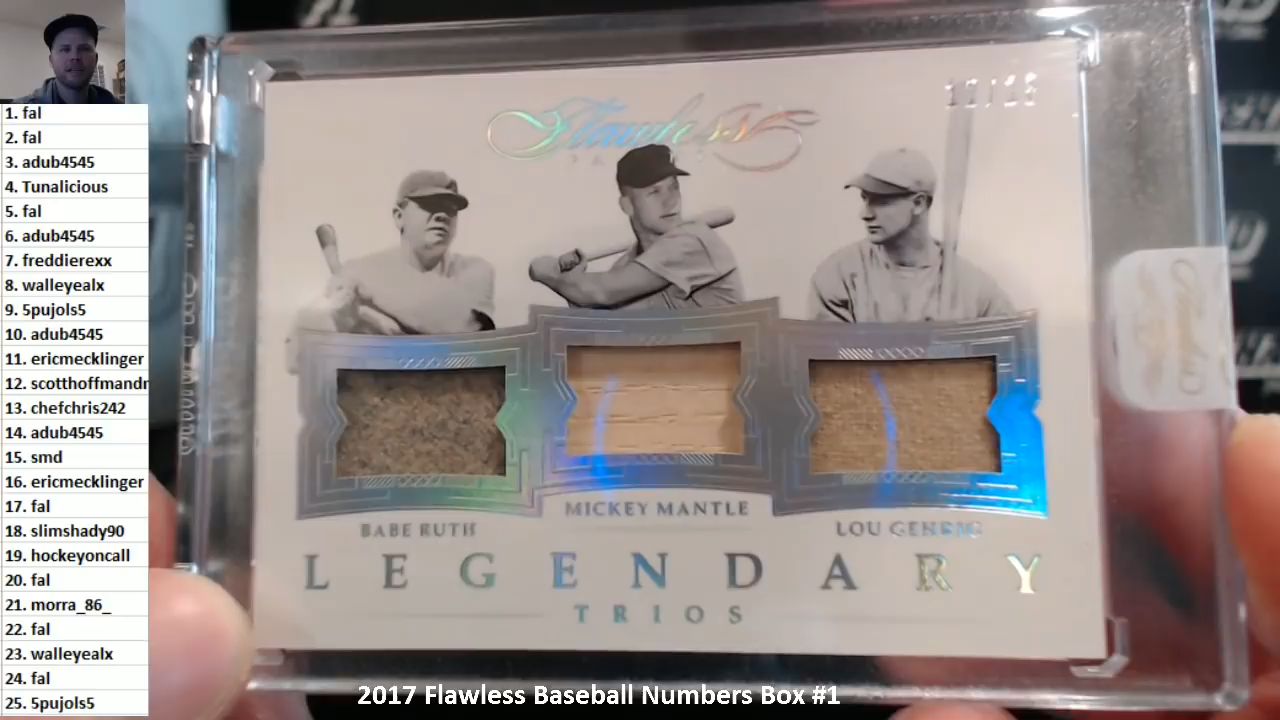 1. fal
2. fal
3. adub4545
4. Tunalicious
5. fal
6. adub4545
7. freddierexx
8. walleyealx
9. 5pujols5
10. adub4545
11. ericmecklinger
12. scotthoffmandr
13. chefchris242
14. adub4545
15. smd
16. ericmecklinger
17. fal
18. slimshady90
19. hockeyoncall
20. fal
21. morra_86_
22. fal
23. walleyealx
24. fal
25. 5pujols5
Flawless
BABE RUTH
MICKEY MANTLE
LOU GEHRIG
LEGENDARY
TRIOS
2017 Flawless Baseball Numbers Box #1